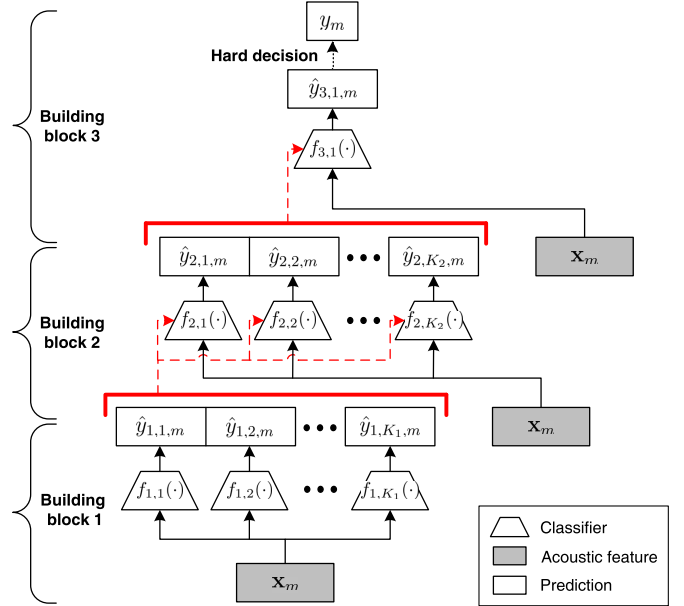 y_m
Hard decision
ŷ_{3,1,m}
Building block 3
f_{3,1}(·)
x_m
ŷ_{2,1,m} ŷ_{2,2,m} ••• ŷ_{2,K_2,m}
Building block 2
f_{2,1}(·) f_{2,2}(·) ••• f_{2,K_2}(·)
x_m
ŷ_{1,1,m} ŷ_{1,2,m} ••• ŷ_{1,K_1,m}
Building block 1
f_{1,1}(·) f_{1,2}(·) ••• f_{1,K_1}(·)
x_m
Classifier
Acoustic feature
Prediction